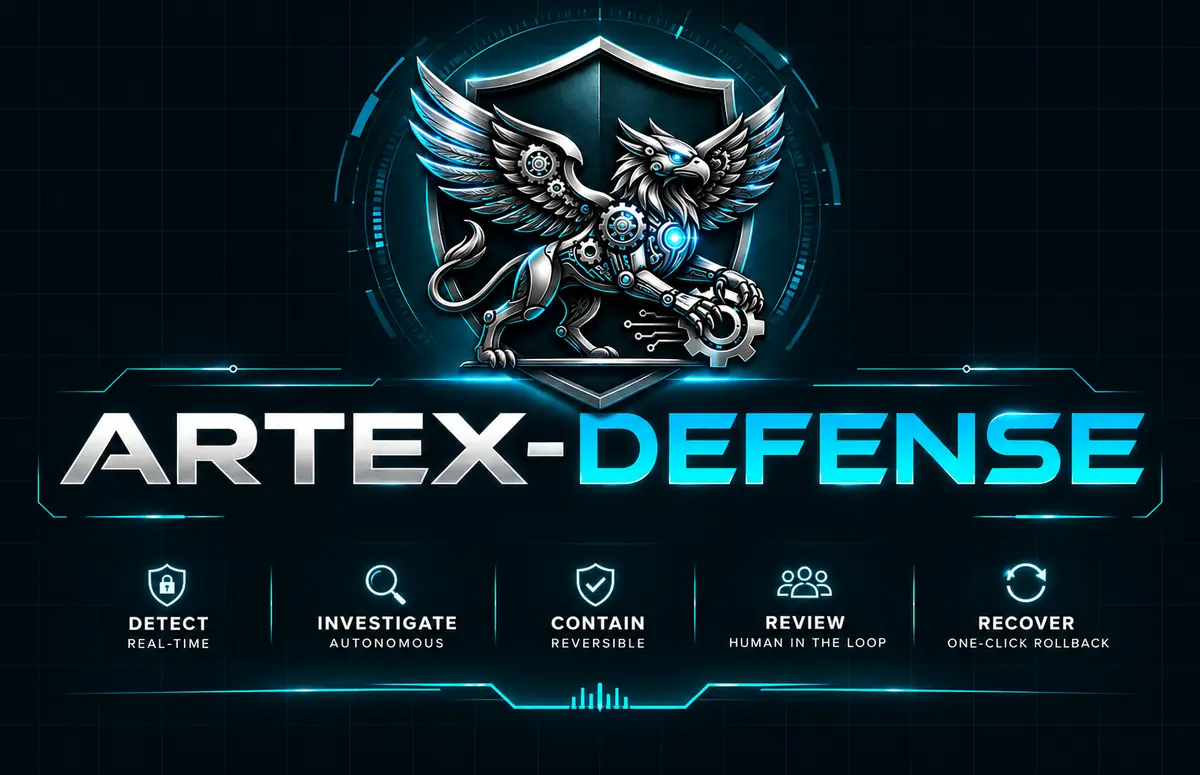 ARTEX-DEFENSE
DETECT
REAL-TIME
INVESTIGATE
AUTONOMOUS
CONTAIN
REVERSIBLE
REVIEW
HUMAN IN THE LOOP
RECOVER
ONE-CLICK ROLLBACK